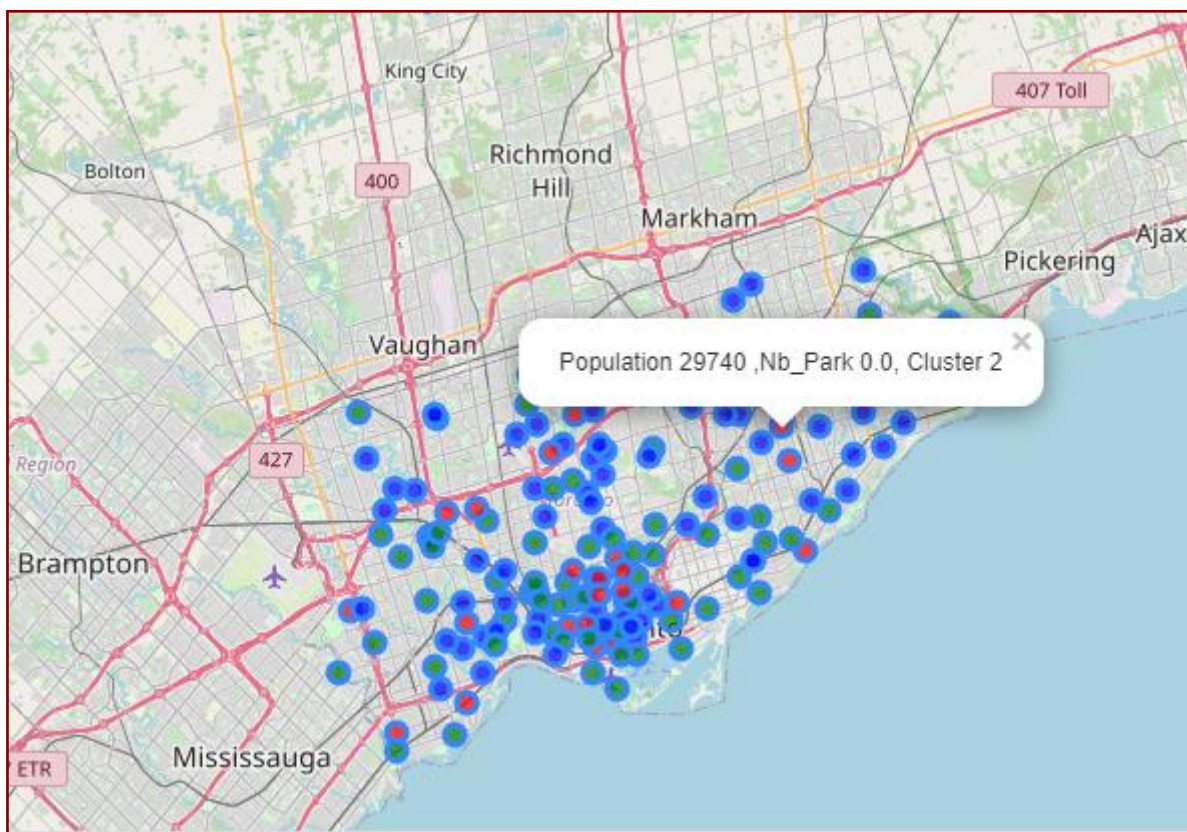 King City
407 Toll
Bolton
Richmond
Hill
400
Markham
Ajax
Pickering
Vaughan
Population 29740 ,Nb_Park 0.0, Cluster 2
×
427
Region
Brampton
Mississauga
ETR